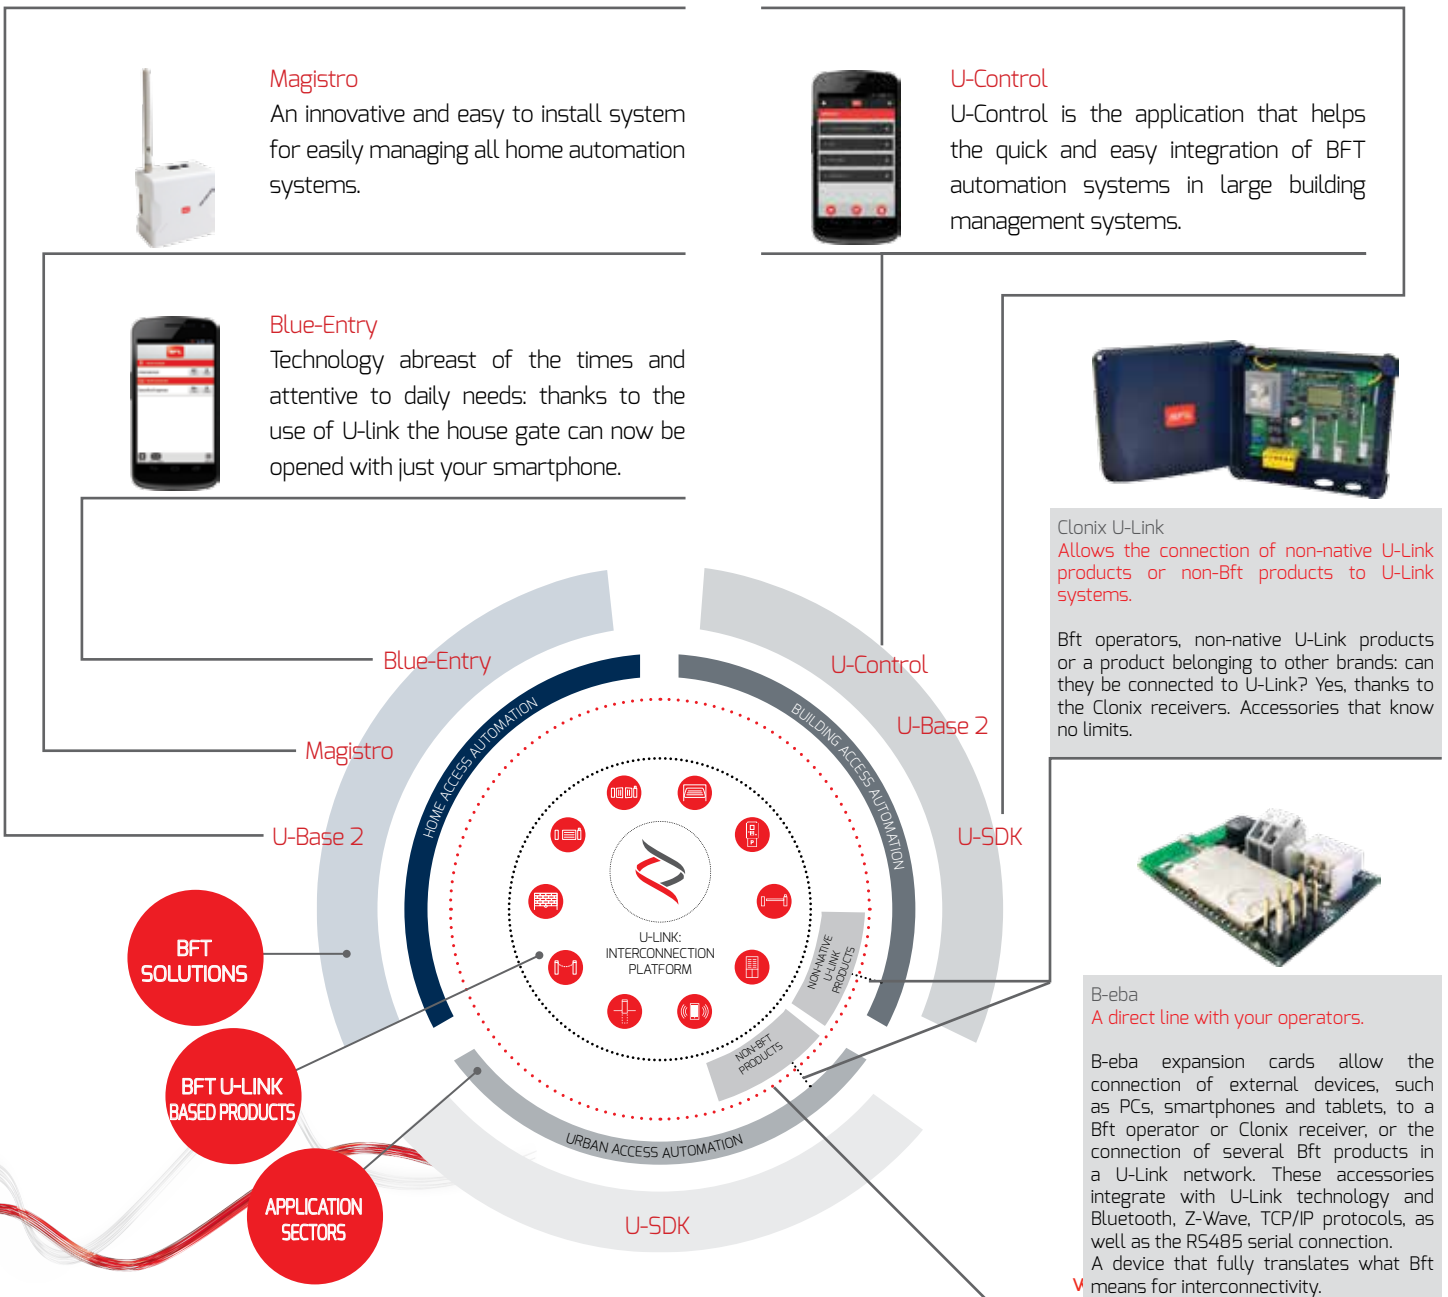 Magistro
An innovative and easy to install system
for easily managing all home automation
systems.
U-Control
U-Control is the application that helps
the quick and easy integration of BFT
automation systems in large building
management systems.
Blue-Entry
Technology abreast of the times and
attentive to daily needs: thanks to the
use of U-link the house gate can now be
opened with just your smartphone.
Clonix U-Link
Allows the connection of non-native U-Link
products or non-Bft products to U-Link
systems.
Bft operators, non-native U-Link products
or a product belonging to other brands: can
they be connected to U-Link? Yes, thanks to
the Clonix receivers. Accessories that know
no limits.
Blue-Entry
Magistro
U-Base 2
U-Control
U-Base 2
U-SDK
HOME ACCESS AUTOMATION
BUILDING ACCESS AUTOMATION
U-LINK:
INTERCONNECTION
PLATFORM
P
NON-NATIVE
U-LINK
PRODUCTS
NON-BFT
PRODUCTS
URBAN ACCESS AUTOMATION
U-SDK
BFT
SOLUTIONS
BFT U-LINK
BASED PRODUCTS
APPLICATION
SECTORS
B-eba
A direct line with your operators.
B-eba expansion cards allow the
connection of external devices, such
as PCs, smartphones and tablets, to a
Bft operator or Clonix receiver, or the
connection of several Bft products in
a U-Link network. These accessories
integrate with U-Link technology and
Bluetooth, Z-Wave, TCP/IP protocols, as
well as the RS485 serial connection.
A device that fully translates what Bft
means for interconnectivity.